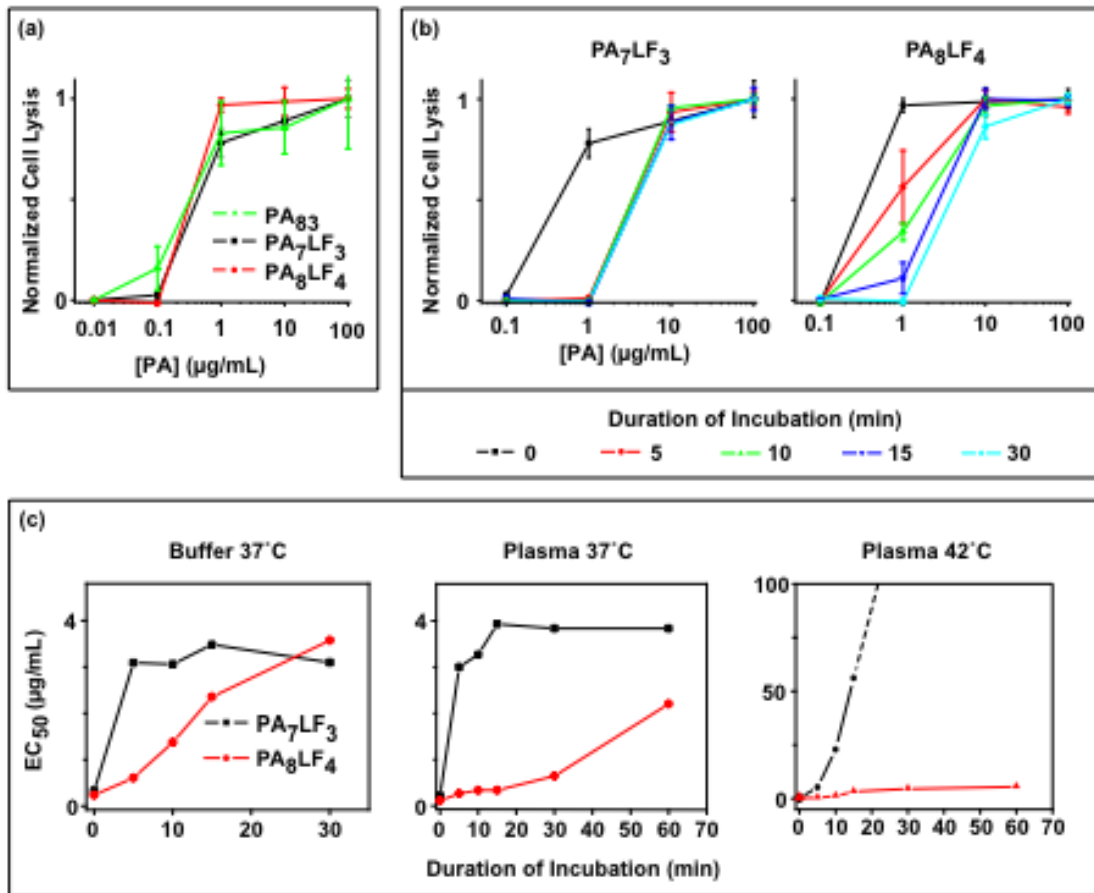 (a)
Normalized Cell Lysis
1
0
PA83
PA7LF3
PA8LF4
0.01 0.1 1 10 100
[PA] (µg/mL)
(b)
PA7LF3 PA8LF4
Normalized Cell Lysis
1
0
0.1 1 10 100 0.1 1 10 100
[PA] (µg/mL)
Duration of Incubation (min)
0 5 10 15 30
(c)
Buffer 37˚C Plasma 37˚C Plasma 42˚C
EC50 (µg/mL)
4 4 100
50
PA7LF3
PA8LF4
0 0 0
0 10 20 30 0 10 20 30 40 50 60 70 0 10 20 30 40 50 60 70
Duration of Incubation (min)